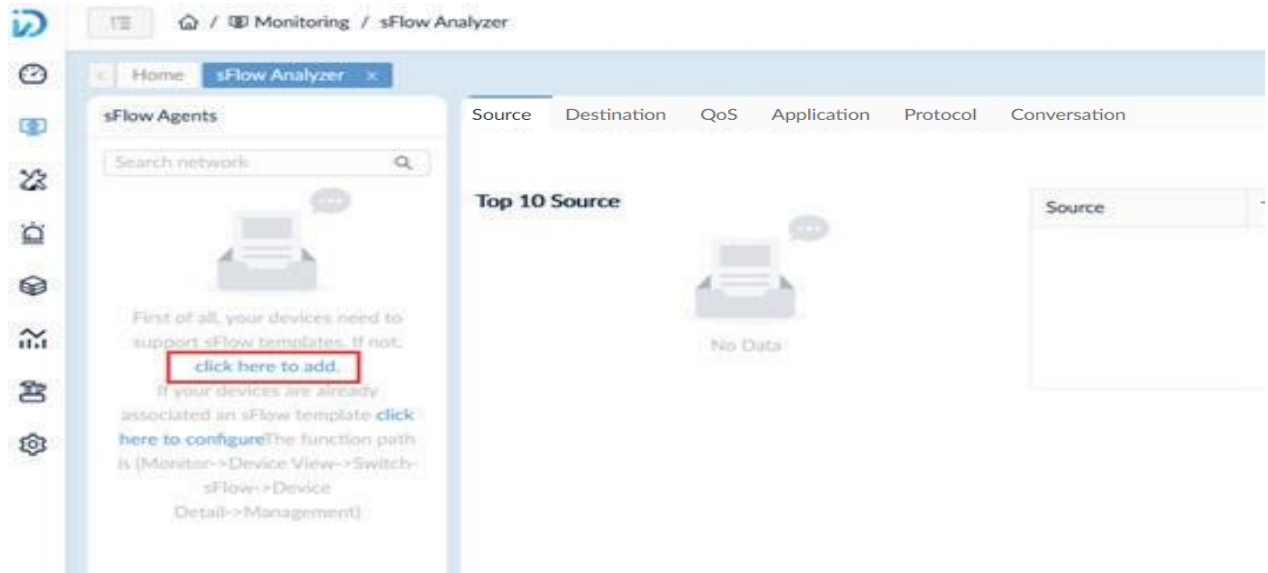 / Monitoring / sFlow Analyzer
< Home sFlow Analyzer ×
sFlow Agents
Search network
First of all, your devices need to
support sFlow templates. If not,
click here to add.
If your devices are already
associated an sFlow template click
here to configureThe function path
is (Monitor->Device View->Switch-
sFlow->Device
Detail->Management)
Source Destination QoS Application Protocol Conversation
Top 10 Source
No Data
Source